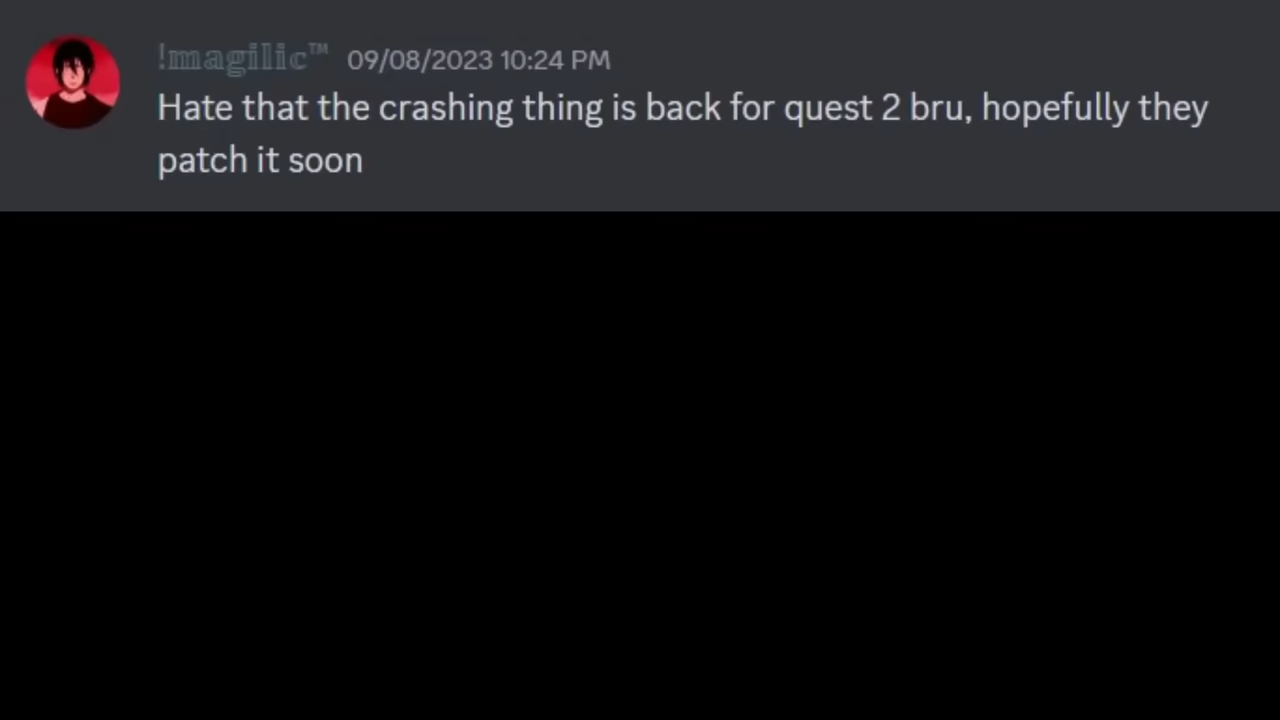 !𝕞𝕒𝕘𝕚𝕝𝕚𝕔™ 09/08/2023 10:24 PM
Hate that the crashing thing is back for quest 2 bru, hopefully they
patch it soon